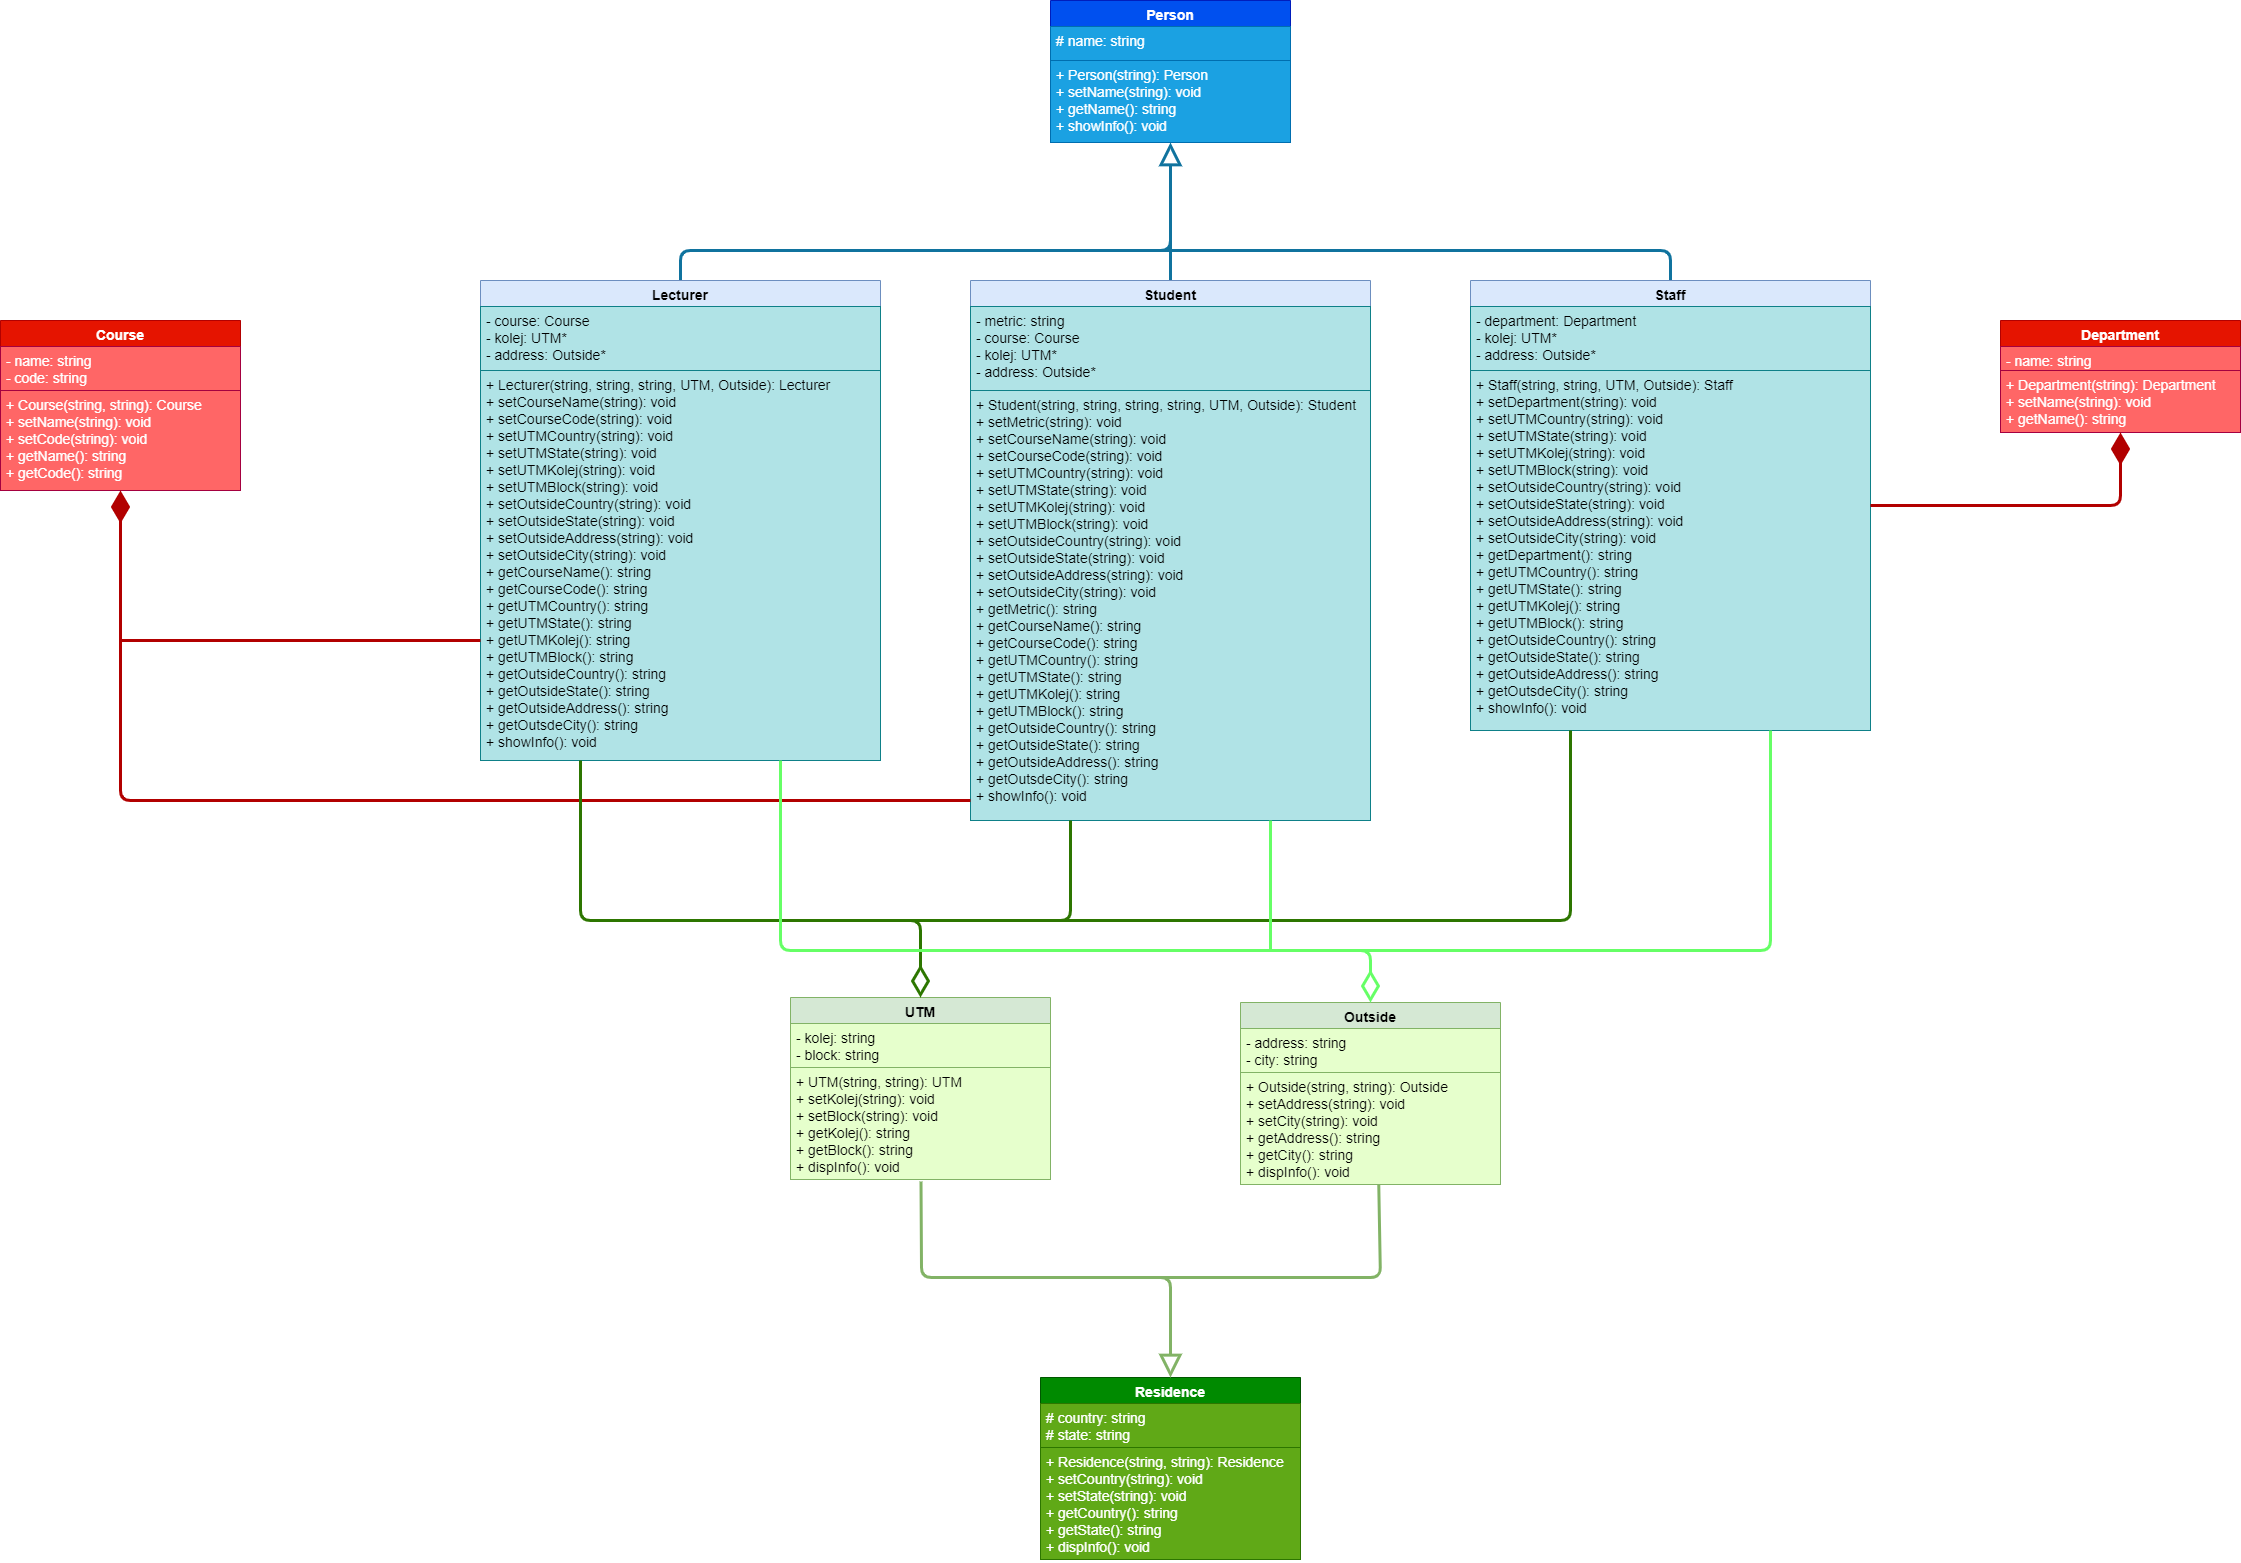 Person
# name: string
+ Person(string): Person
+ setName(string): void
+ getName(): string
+ showInfo(): void
Course
- name: string
- code: string
+ Course(string, string): Course
+ setName(string): void
+ setCode(string): void
+ getName(): string
+ getCode(): string
Lecturer
- course: Course
- kolej: UTM*
- address: Outside*
+ Lecturer(string, string, string, UTM, Outside): Lecturer
+ setCourseName(string): void
+ setCourseCode(string): void
+ setUTMCountry(string): void
+ setUTMState(string): void
+ setUTMKolej(string): void
+ setUTMBlock(string): void
+ setOutsideCountry(string): void
+ setOutsideState(string): void
+ setOutsideAddress(string): void
+ setOutsideCity(string): void
+ getCourseName(): string
+ getCourseCode(): string
+ getUTMCountry(): string
+ getUTMState(): string
+ getUTMKolej(): string
+ getUTMBlock(): string
+ getOutsideCountry(): string
+ getOutsideState(): string
+ getOutsideAddress(): string
+ getOutsdeCity(): string
+ showInfo(): void
Student
- metric: string
- course: Course
- kolej: UTM*
- address: Outside*
+ Student(string, string, string, string, UTM, Outside): Student
+ setMetric(string): void
+ setCourseName(string): void
+ setCourseCode(string): void
+ setUTMCountry(string): void
+ setUTMState(string): void
+ setUTMKolej(string): void
+ setUTMBlock(string): void
+ setOutsideCountry(string): void
+ setOutsideState(string): void
+ setOutsideAddress(string): void
+ setOutsideCity(string): void
+ getMetric(): string
+ getCourseName(): string
+ getCourseCode(): string
+ getUTMCountry(): string
+ getUTMState(): string
+ getUTMKolej(): string
+ getUTMBlock(): string
+ getOutsideCountry(): string
+ getOutsideState(): string
+ getOutsideAddress(): string
+ getOutsdeCity(): string
+ showInfo(): void
Staff
- department: Department
- kolej: UTM*
- address: Outside*
+ Staff(string, string, UTM, Outside): Staff
+ setDepartment(string): void
+ setUTMCountry(string): void
+ setUTMState(string): void
+ setUTMKolej(string): void
+ setUTMBlock(string): void
+ setOutsideCountry(string): void
+ setOutsideState(string): void
+ setOutsideAddress(string): void
+ setOutsideCity(string): void
+ getDepartment(): string
+ getUTMCountry(): string
+ getUTMState(): string
+ getUTMKolej(): string
+ getUTMBlock(): string
+ getOutsideCountry(): string
+ getOutsideState(): string
+ getOutsideAddress(): string
+ getOutsdeCity(): string
+ showInfo(): void
Department
- name: string
+ Department(string): Department
+ setName(string): void
+ getName(): string
UTM
- kolej: string
- block: string
+ UTM(string, string): UTM
+ setKolej(string): void
+ setBlock(string): void
+ getKolej(): string
+ getBlock(): string
+ dispInfo(): void
Outside
- address: string
- city: string
+ Outside(string, string): Outside
+ setAddress(string): void
+ setCity(string): void
+ getAddress(): string
+ getCity(): string
+ dispInfo(): void
Residence
# country: string
# state: string
+ Residence(string, string): Residence
+ setCountry(string): void
+ setState(string): void
+ getCountry(): string
+ getState(): string
+ dispInfo(): void